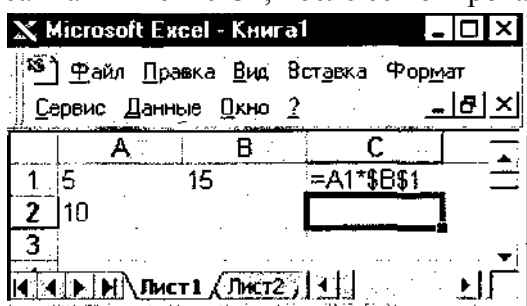 Microsoft Excel - Книга1
Файл Правка Вид Вставка Формат
Сервис Данные Окно ?
A B C
1 5 15 =A1*$B$1
2 10
3
Лист1 Лист2